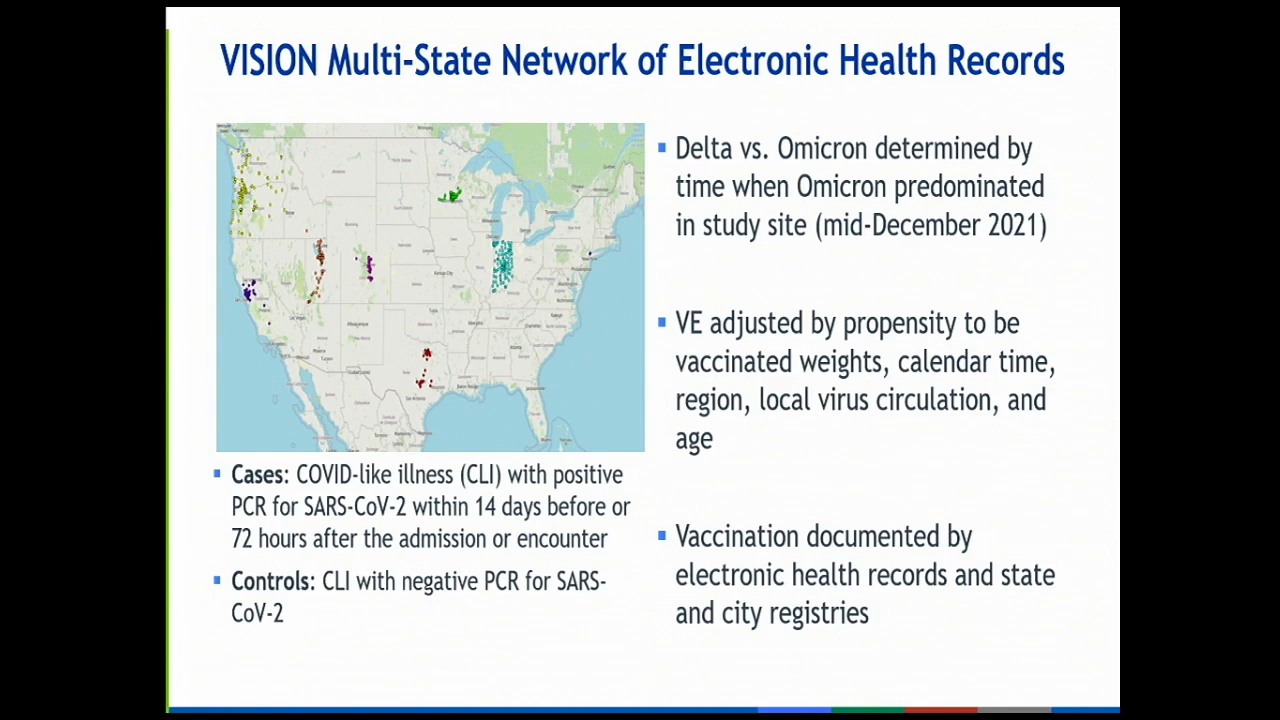 VISION Multi-State Network of Electronic Health Records
Cases: COVID-like illness (CLI) with positive
PCR for SARS-CoV-2 within 14 days before or
72 hours after the admission or encounter
Controls: CLI with negative PCR for SARS-
CoV-2
Delta vs. Omicron determined by
time when Omicron predominated
in study site (mid-December 2021)
VE adjusted by propensity to be
vaccinated weights, calendar time,
region, local virus circulation, and
age
Vaccination documented by
electronic health records and state
and city registries